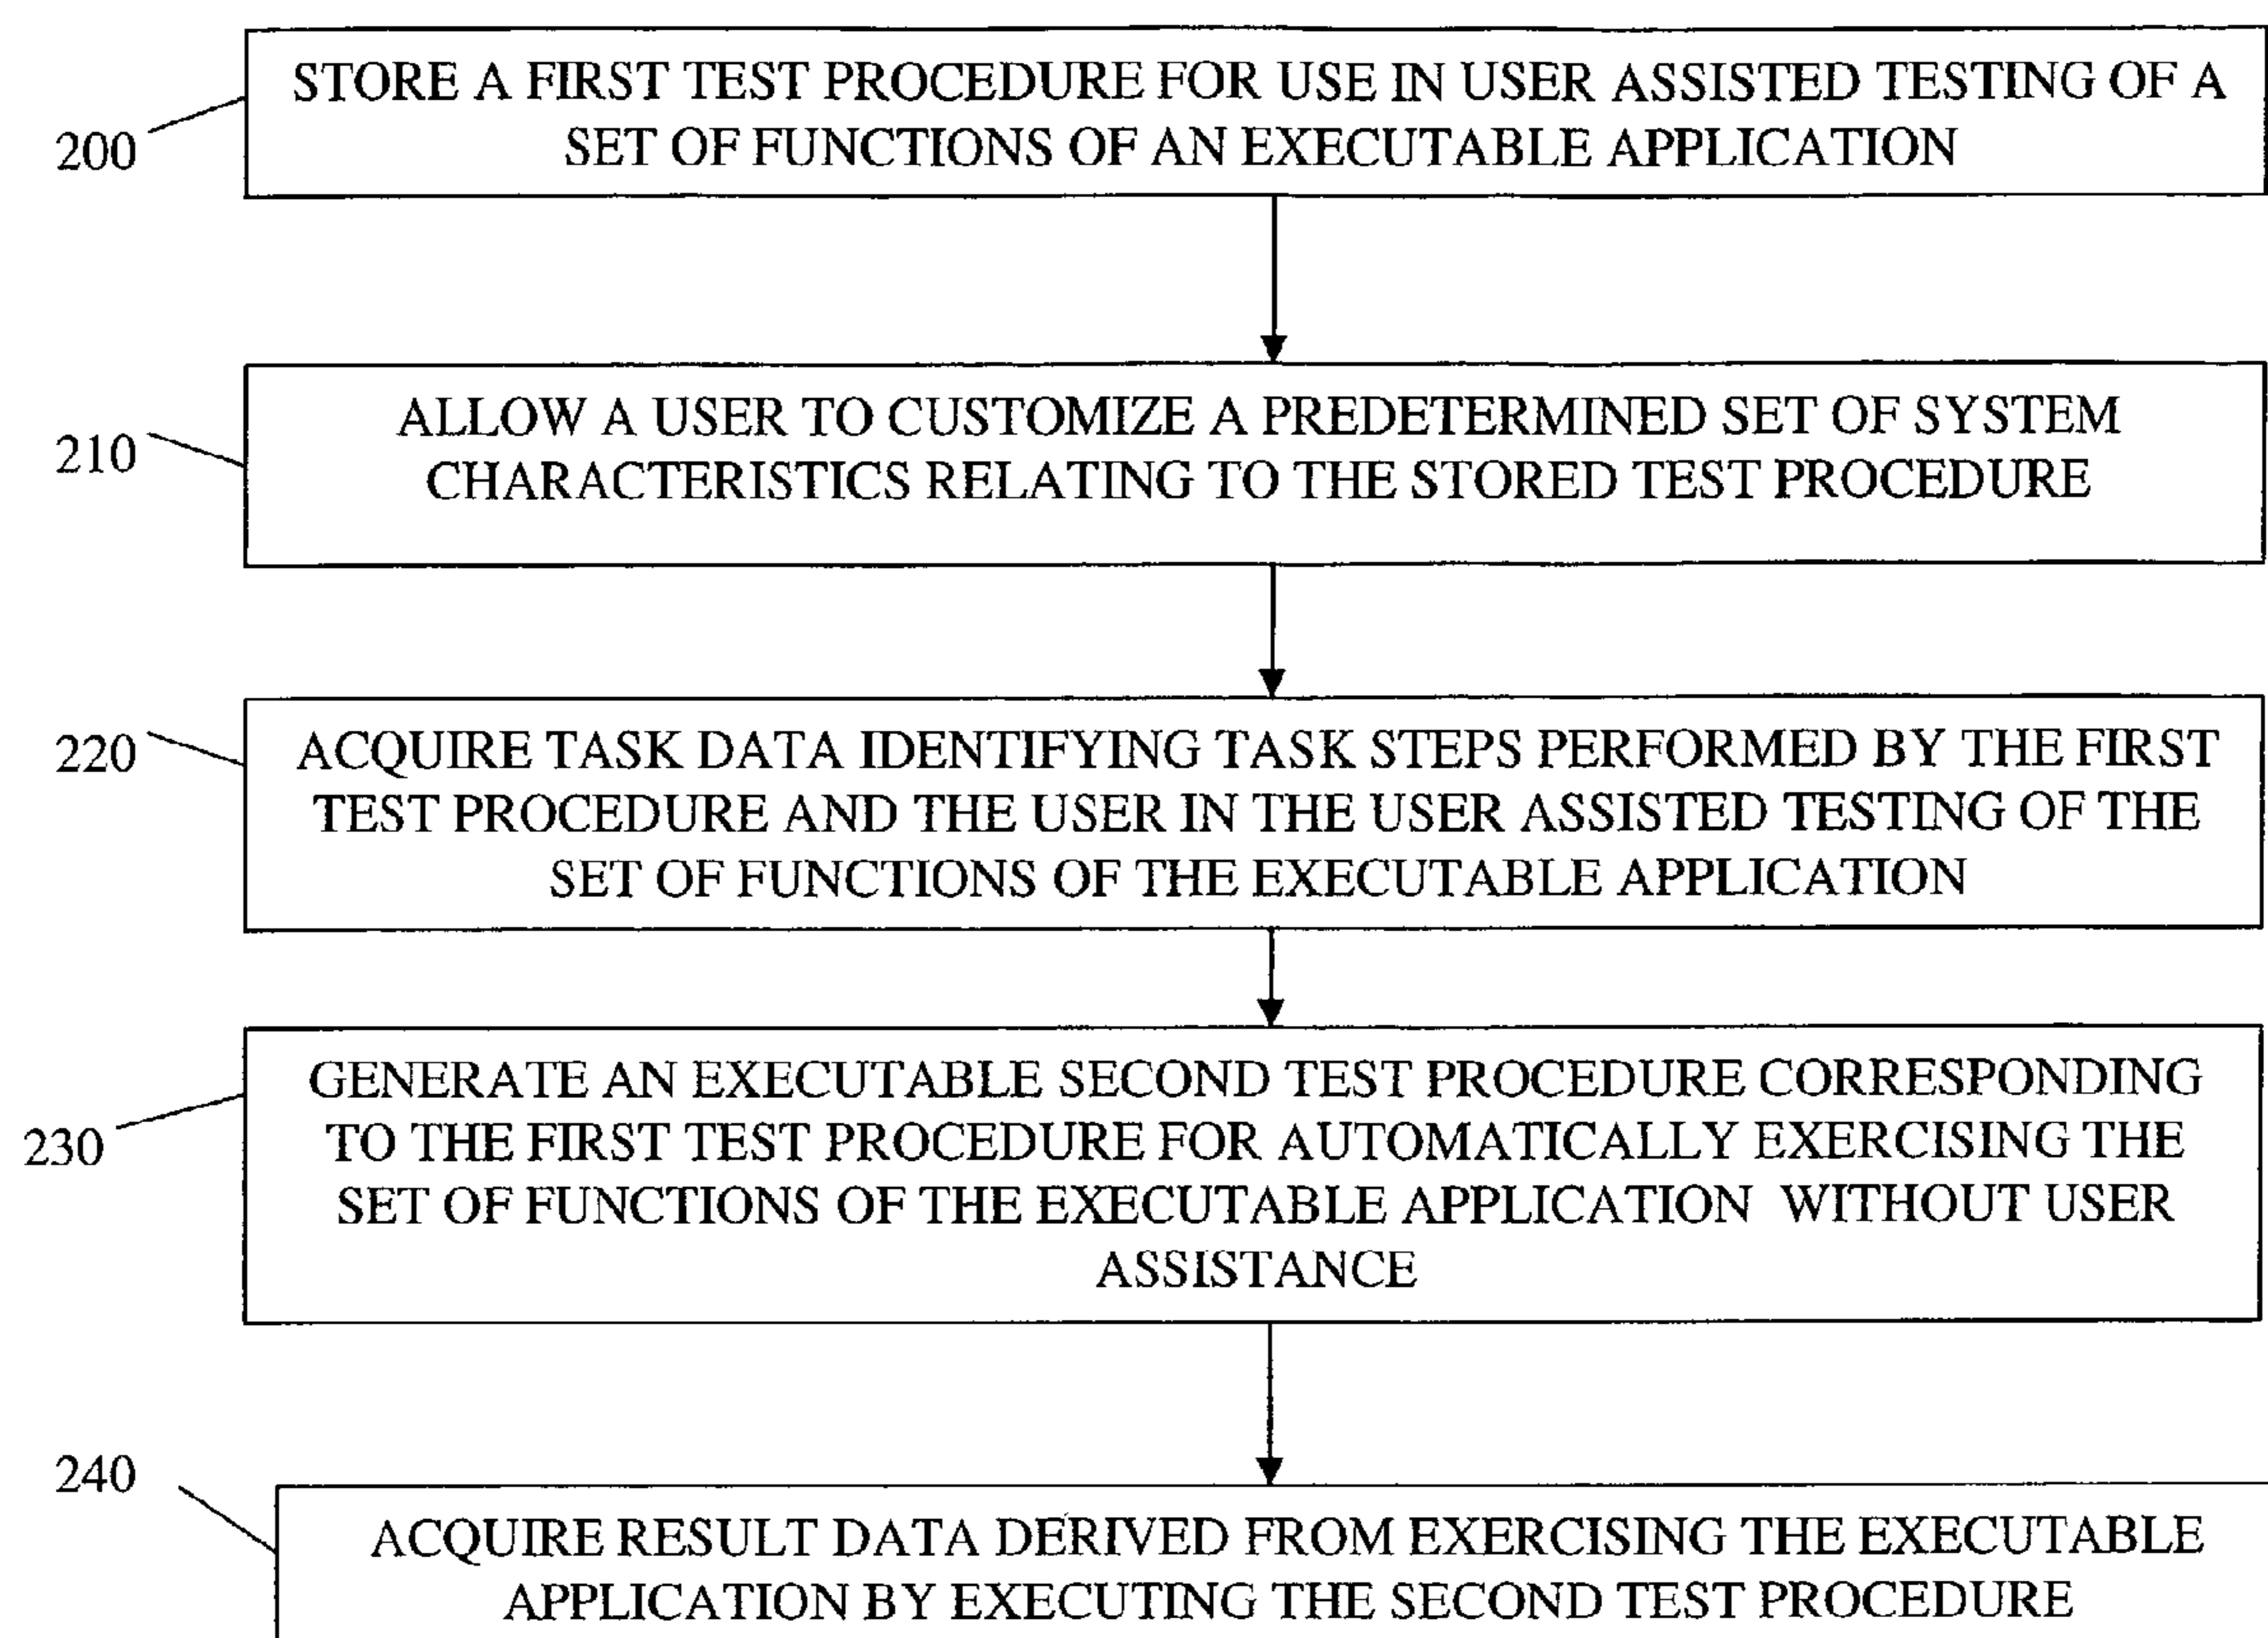 STORE A FIRST TEST PROCEDURE FOR USE IN USER ASSISTED TESTING OF A
SET OF FUNCTIONS OF AN EXECUTABLE APPLICATION
200
ALLOW A USER TO CUSTOMIZE A PREDETERMINED SET OF SYSTEM
CHARACTERISTICS RELATING TO THE STORED TEST PROCEDURE
210
ACQUIRE TASK DATA IDENTIFYING TASK STEPS PERFORMED BY THE FIRST
TEST PROCEDURE AND THE USER IN THE USER ASSISTED TESTING OF THE
SET OF FUNCTIONS OF THE EXECUTABLE APPLICATION
220
GENERATE AN EXECUTABLE SECOND TEST PROCEDURE CORRESPONDING
TO THE FIRST TEST PROCEDURE FOR AUTOMATICALLY EXERCISING THE
SET OF FUNCTIONS OF THE EXECUTABLE APPLICATION WITHOUT USER
ASSISTANCE
230
240
ACQUIRE RESULT DATA DERIVED FROM EXERCISING THE EXECUTABLE
APPLICATION BY EXECUTING THE SECOND TEST PROCEDURE